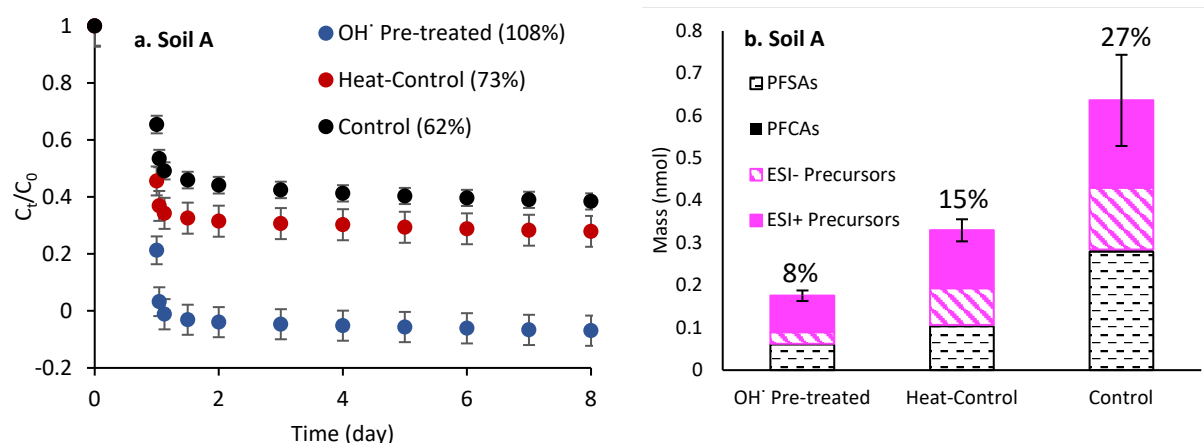 a. Soil A
OH˙ Pre-treated (108%)
Heat-Control (73%)
Control (62%)
1
0.8
0.6
0.4
0.2
0
-0.2
Cₜ/C₀
0 2 4 6 8
Time (day)
b. Soil A
PFSAs
PFCAs
ESI- Precursors
ESI+ Precursors
8%
15%
27%
0.8
0.7
0.6
0.5
0.4
0.3
0.2
0.1
0
Mass (nmol)
OH˙ Pre-treated Heat-Control Control